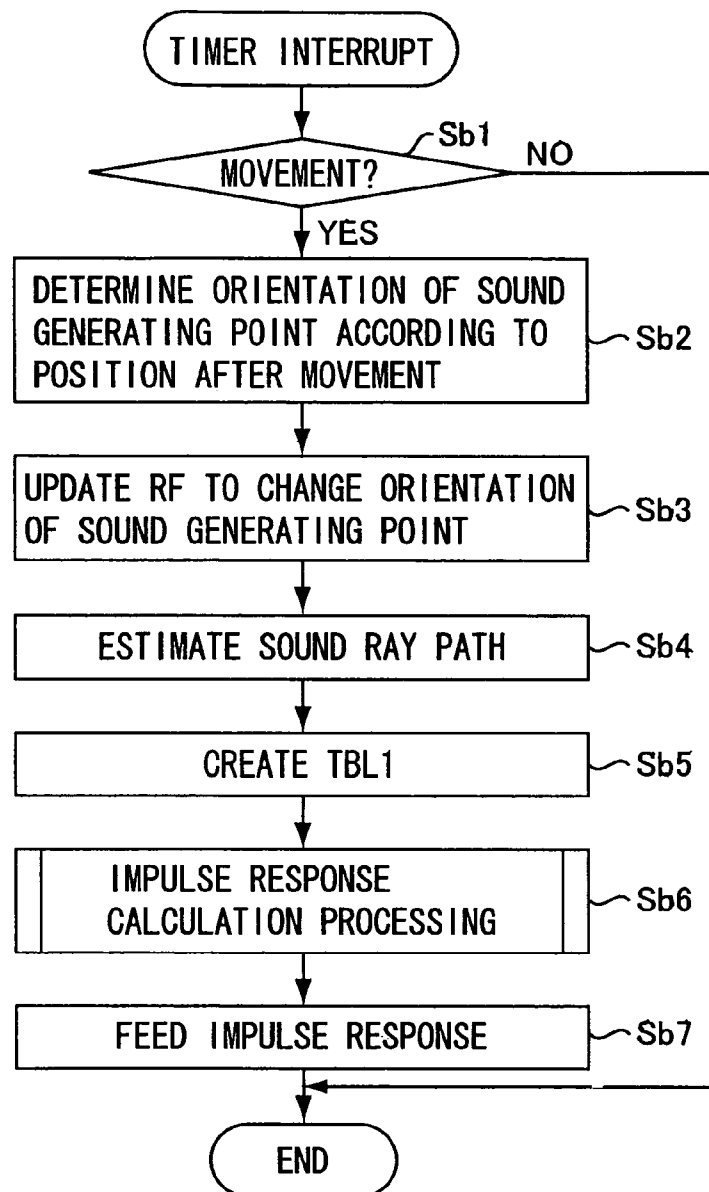 TIMER INTERRUPT
Sb1
MOVEMENT?
NO
YES
DETERMINE ORIENTATION OF SOUND
GENERATING POINT ACCORDING TO
POSITION AFTER MOVEMENT
Sb2
UPDATE RF TO CHANGE ORIENTATION
OF SOUND GENERATING POINT
Sb3
ESTIMATE SOUND RAY PATH
Sb4
CREATE TBL1
Sb5
IMPULSE RESPONSE
CALCULATION PROCESSING
Sb6
FEED IMPULSE RESPONSE
Sb7
END